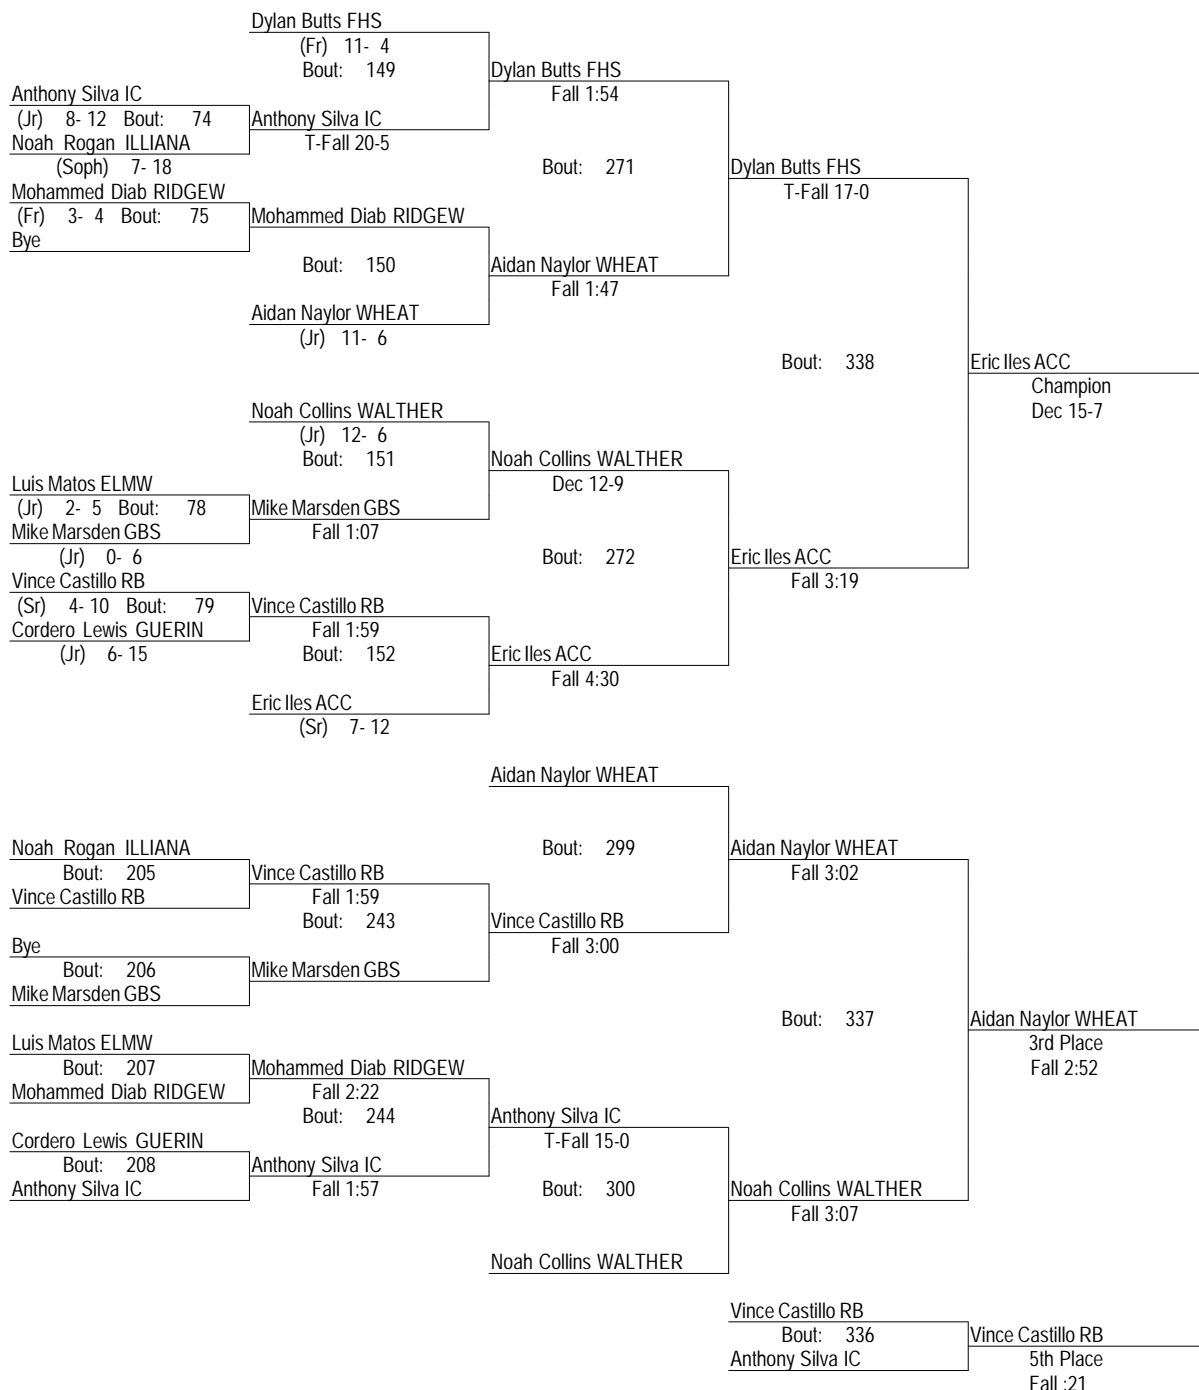 Dylan Butts FHS
(Fr) 11- 4
Bout: 149
Dylan Butts FHS
Fall 1:54
Anthony Silva IC
(Jr) 8- 12 Bout: 74
Anthony Silva IC
Noah Rogan ILLIANA
T-Fall 20-5
(Soph) 7- 18
Bout: 271
Dylan Butts FHS
T-Fall 17-0
Mohammed Diab RIDGEW
(Fr) 3- 4 Bout: 75
Mohammed Diab RIDGEW
Bye
Bout: 150
Aidan Naylor WHEAT
Fall 1:47
Aidan Naylor WHEAT
(Jr) 11- 6
Bout: 338
Eric Iles ACC
Champion
Dec 15-7
Noah Collins WALTHER
(Jr) 12- 6
Bout: 151
Noah Collins WALTHER
Dec 12-9
Luis Matos ELMW
(Jr) 2- 5 Bout: 78
Mike Marsden GBS
Mike Marsden GBS
Fall 1:07
(Jr) 0- 6
Bout: 272
Eric Iles ACC
Fall 3:19
Vince Castillo RB
(Sr) 4- 10 Bout: 79
Vince Castillo RB
Cordero Lewis GUERIN
Fall 1:59
(Jr) 6- 15
Bout: 152
Eric Iles ACC
Fall 4:30
Eric Iles ACC
(Sr) 7- 12
Aidan Naylor WHEAT
Noah Rogan ILLIANA
Bout: 299
Aidan Naylor WHEAT
Bout: 205
Vince Castillo RB
Fall 3:02
Vince Castillo RB
Fall 1:59
Bout: 243
Vince Castillo RB
Bye
Fall 3:00
Bout: 206
Mike Marsden GBS
Mike Marsden GBS
Bout: 337
Aidan Naylor WHEAT
3rd Place
Fall 2:52
Luis Matos ELMW
Bout: 207
Mohammed Diab RIDGEW
Mohammed Diab RIDGEW
Fall 2:22
Bout: 244
Anthony Silva IC
T-Fall 15-0
Cordero Lewis GUERIN
Bout: 208
Anthony Silva IC
Anthony Silva IC
Fall 1:57
Bout: 300
Noah Collins WALTHER
Fall 3:07
Noah Collins WALTHER
Vince Castillo RB
Bout: 336
Vince Castillo RB
Anthony Silva IC
5th Place
Fall :21